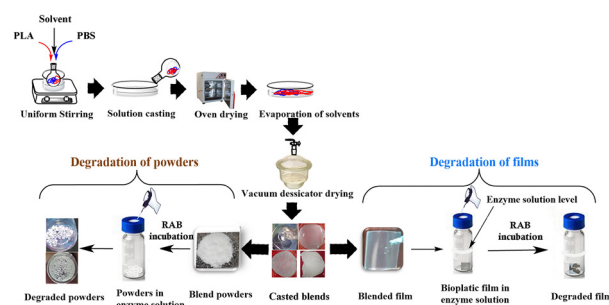 Solvent
PLA
PBS
Uniform Stirring
Solution casting
Oven drying
Evaporation of solvents
Degradation of powders
Vacuum dessicator drying
Degradation of films
Enzyme solution level
RAB
incubation
RAB
incubation
Degraded powders
Powders in
enzyme solution
Blend powders
Casted blends
Blended film
Bioplatic film in
enzyme solution
Degraded film